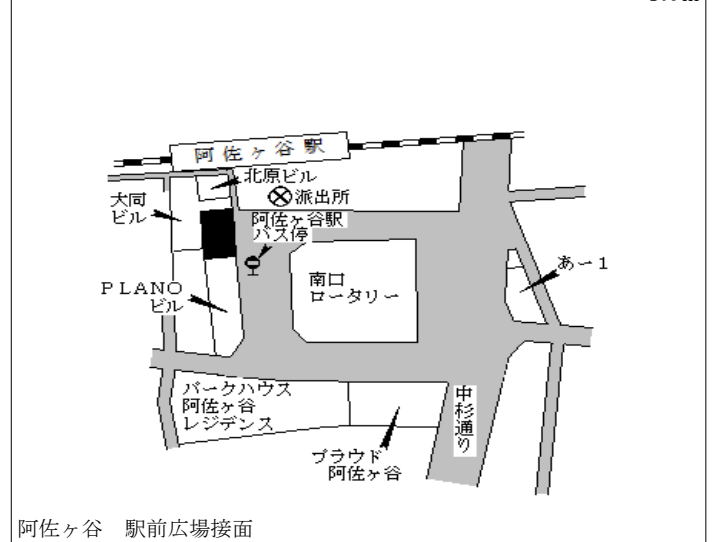 阿佐ヶ谷駅
北原ビル
大同
ビル
派出所
阿佐ヶ谷駅
バス停
あー1
南口
ロータリー
PLANO
ビル
パークハウス
阿佐ヶ谷
レジデンス
中杉通り
プラウド
阿佐ヶ谷
阿佐ヶ谷　駅前広場接面